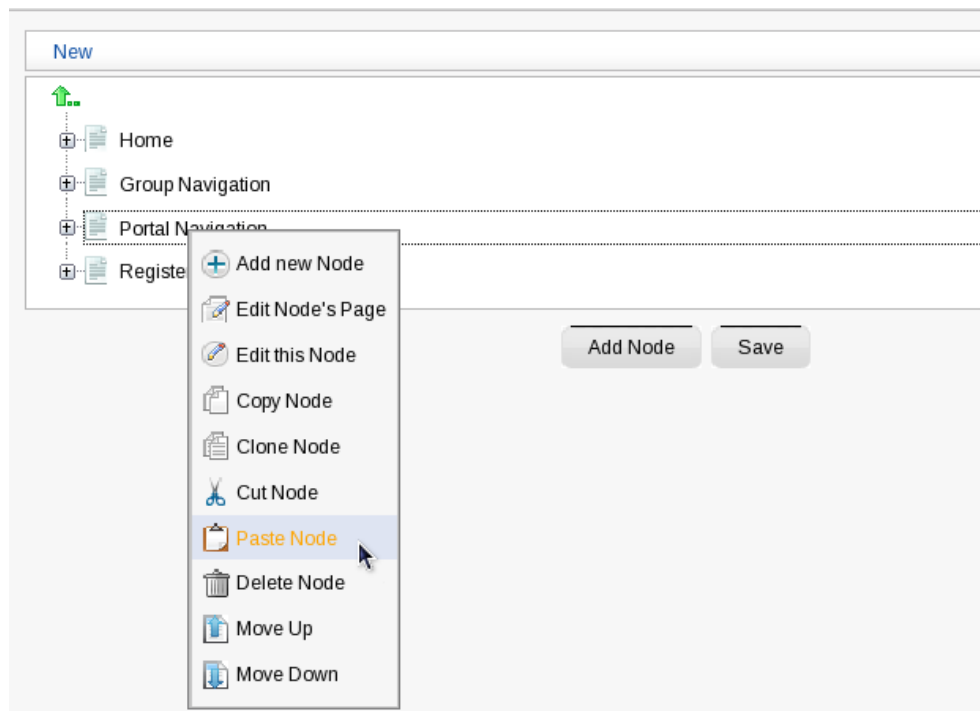 New
Home
Group Navigation
Portal Navigation
Registe
Add new Node
Edit Node's Page
Edit this Node
Copy Node
Clone Node
Cut Node
Paste Node
Delete Node
Move Up
Move Down
Add Node
Save